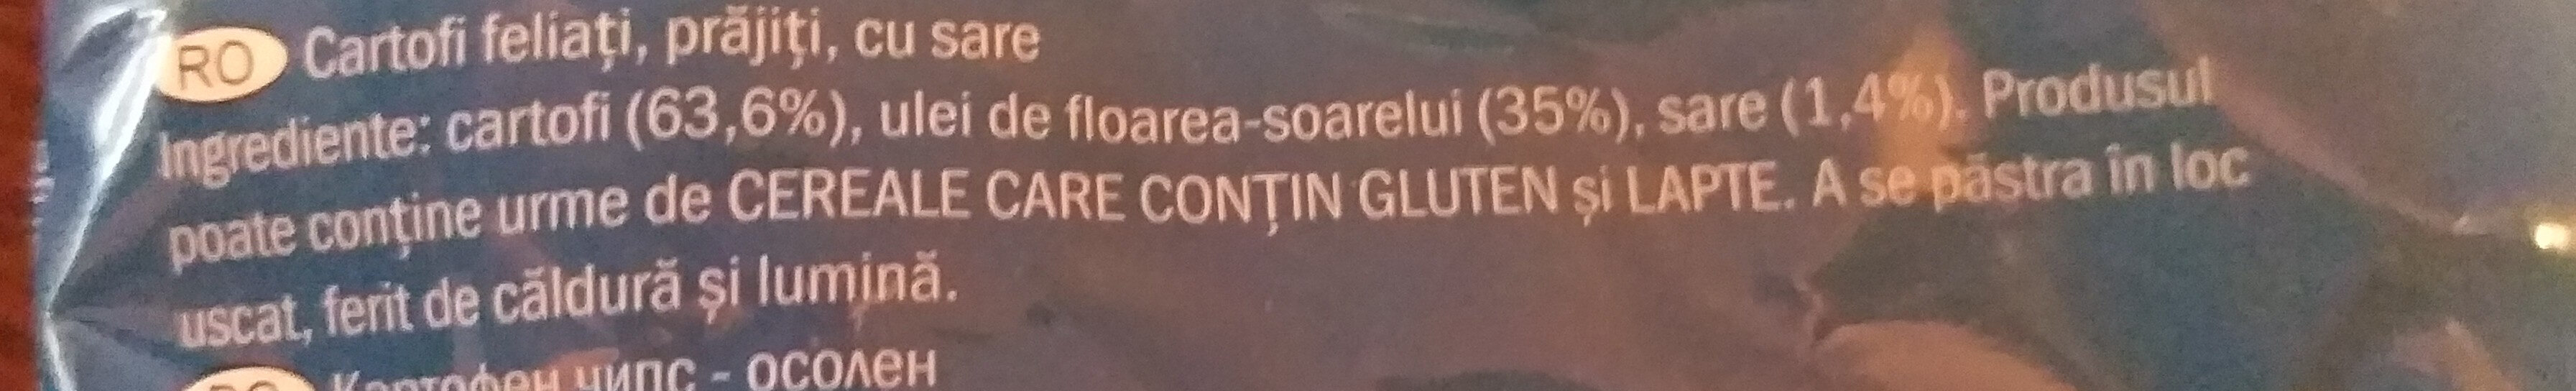 RO Cartofi feliați, prăjiți, cu sare
Ingrediente: cartofi (63,6%), ulei de floarea-soarelui (35%), sare (1,4%). Produsul
poate conține urme de CEREALE CARE CONȚIN GLUTEN și LAPTE. A se păstra în loc
uscat, ferit de căldură și lumină.
Картофен чипс - осолен